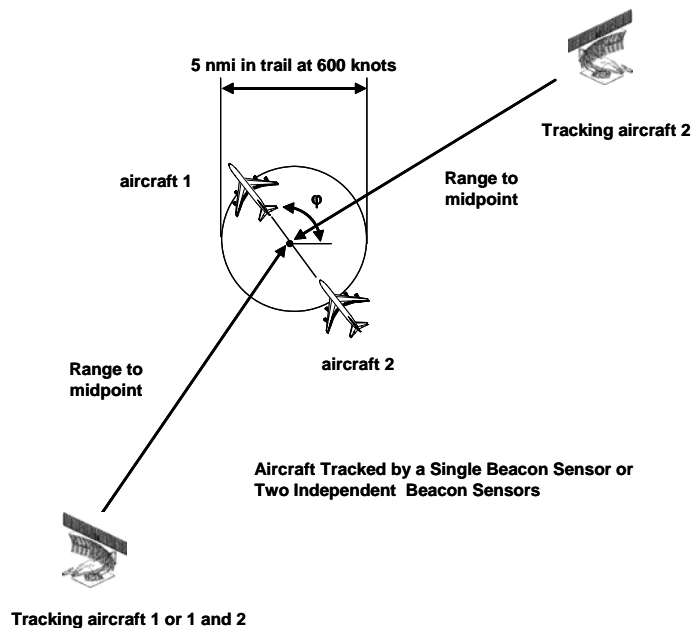 5 nmi in trail at 600 knots
Tracking aircraft 2
aircraft 1
φ
Range to
midpoint
aircraft 2
Range to
midpoint
Aircraft Tracked by a Single Beacon Sensor or
Two Independent Beacon Sensors
Tracking aircraft 1 or 1 and 2